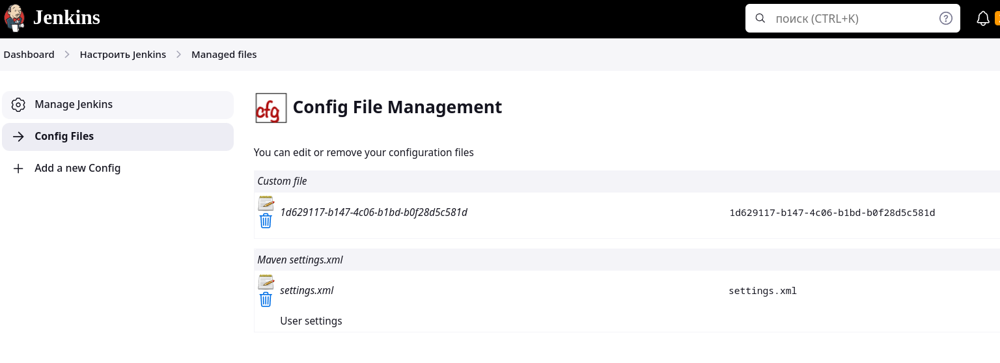 Jenkins
поиск (CTRL+K)
Dashboard > Настроить Jenkins > Managed files
Manage Jenkins
Config Files
Add a new Config
cfg Config File Management
You can edit or remove your configuration files
Custom file
1d629117-b147-4c06-b1bd-b0f28d5c581d 1d629117-b147-4c06-b1bd-b0f28d5c581d
Maven settings.xml
settings.xml settings.xml
User settings